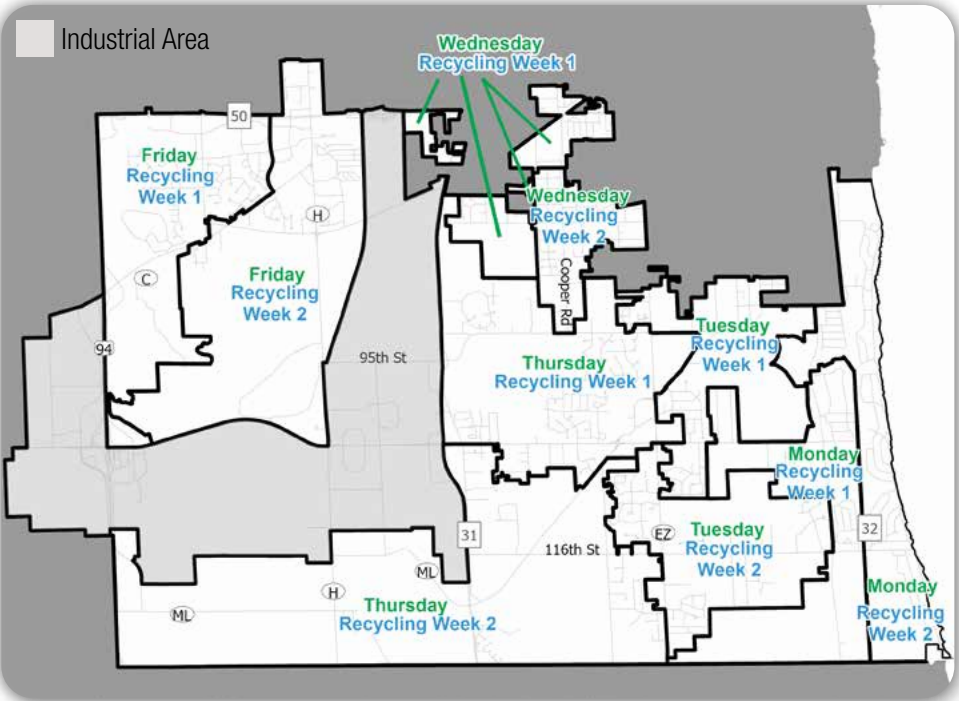 Industrial Area
Wednesday
Recycling Week 1
50
Friday
Recycling
Week 1
H
Wednesday
Recycling
Week 2
C
Friday
Recycling
Week 2
Cooper Rd
94
95th St
Tuesday
Recycling
Week 1
Thursday
Recycling Week 1
Monday
Recycling
Week 1
31
32
EZ
116th St
Tuesday
Recycling
Week 2
ML
H
ML
Thursday
Recycling Week 2
Monday
Recycling
Week 2